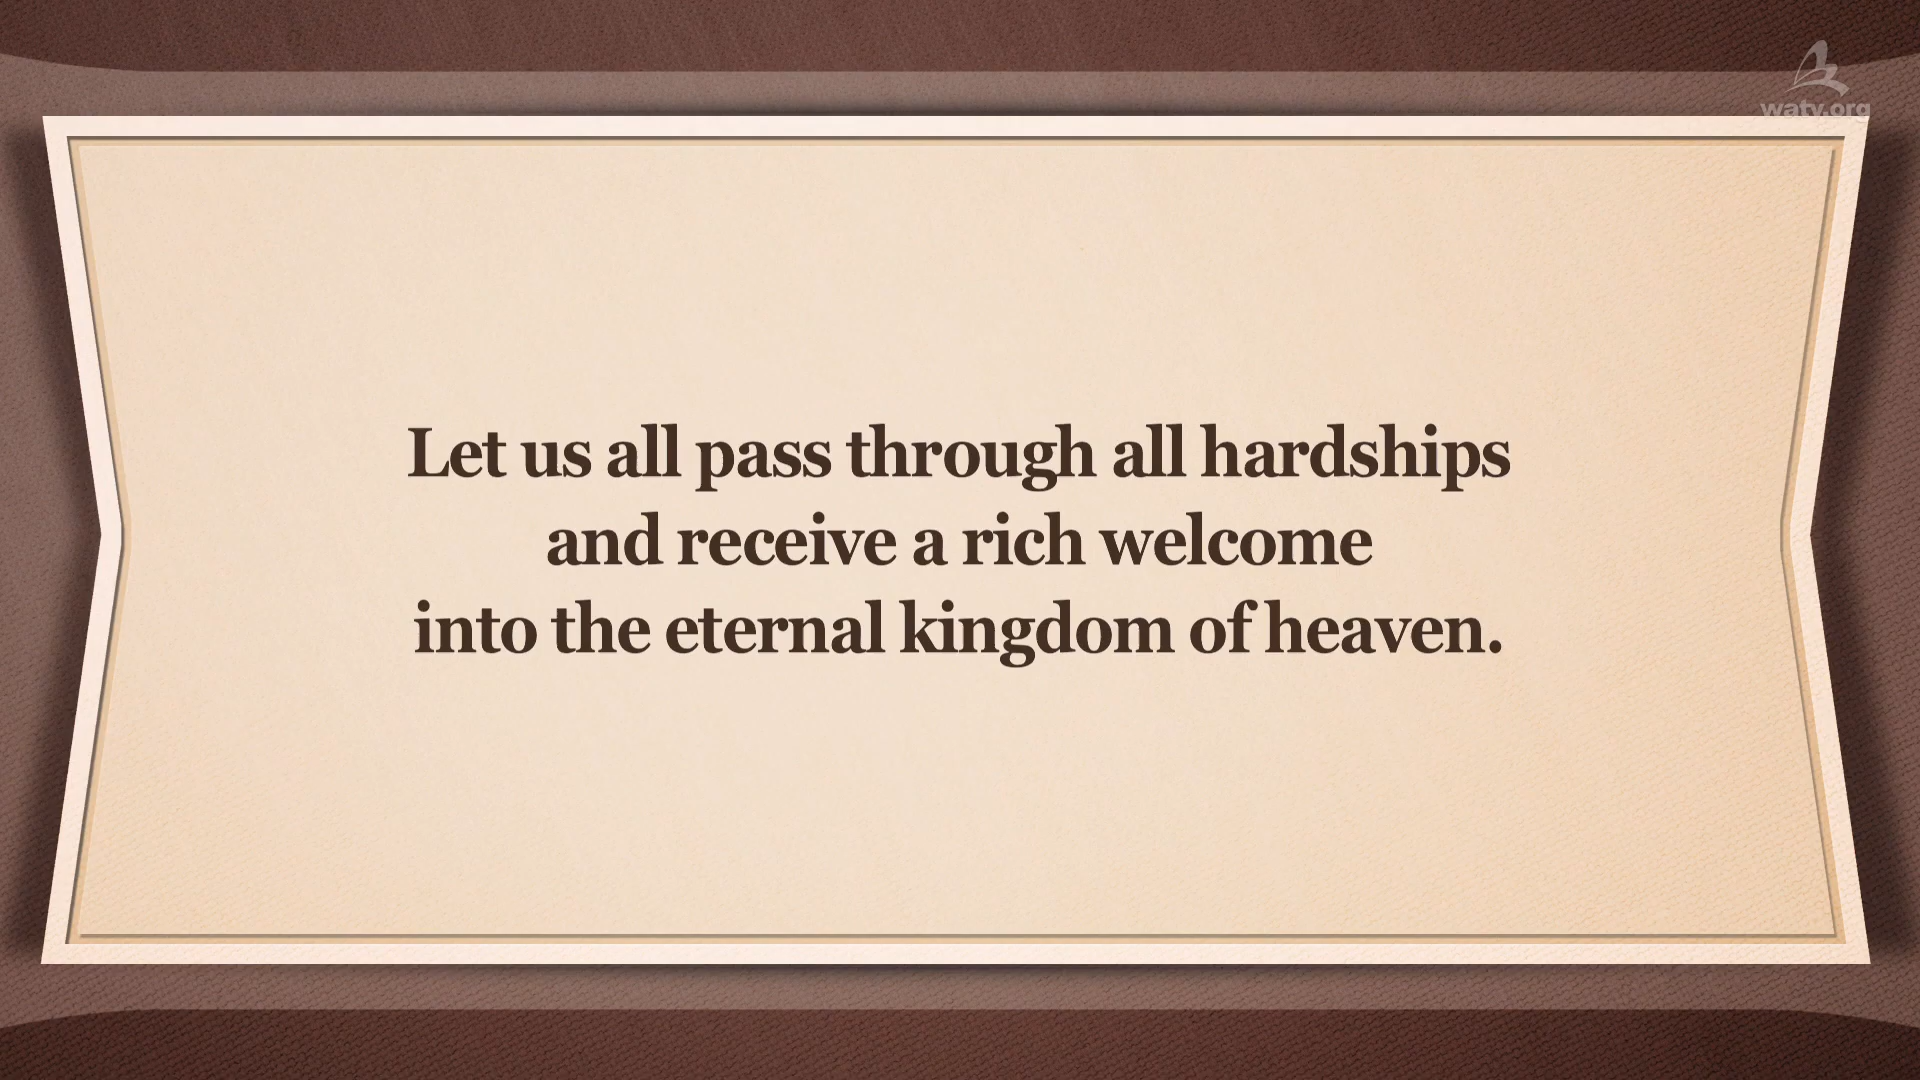 watv.org
Let us all pass through all hardships
and receive a rich welcome
into the eternal kingdom of heaven.